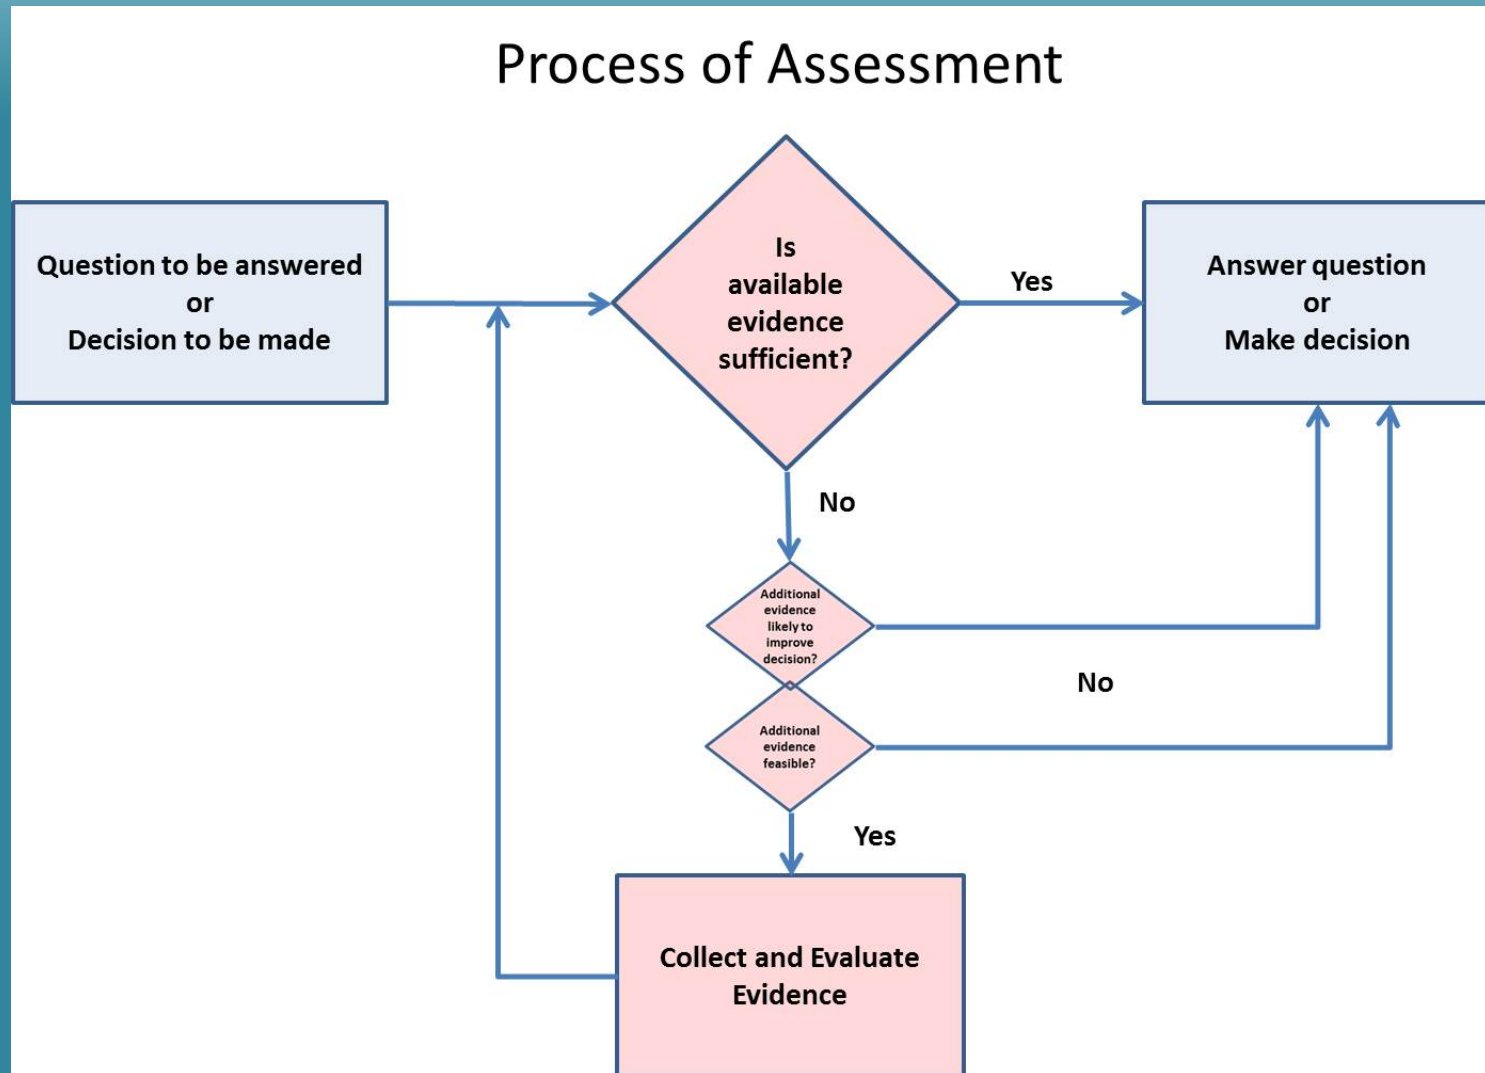 Process of Assessment
Question to be answered
or
Decision to be made
Is
available
evidence
sufficient?
Yes
Answer question
or
Make decision
No
Additional
evidence
likely to
improve
decision?
No
Additional
evidence
feasible?
Yes
Collect and Evaluate
Evidence